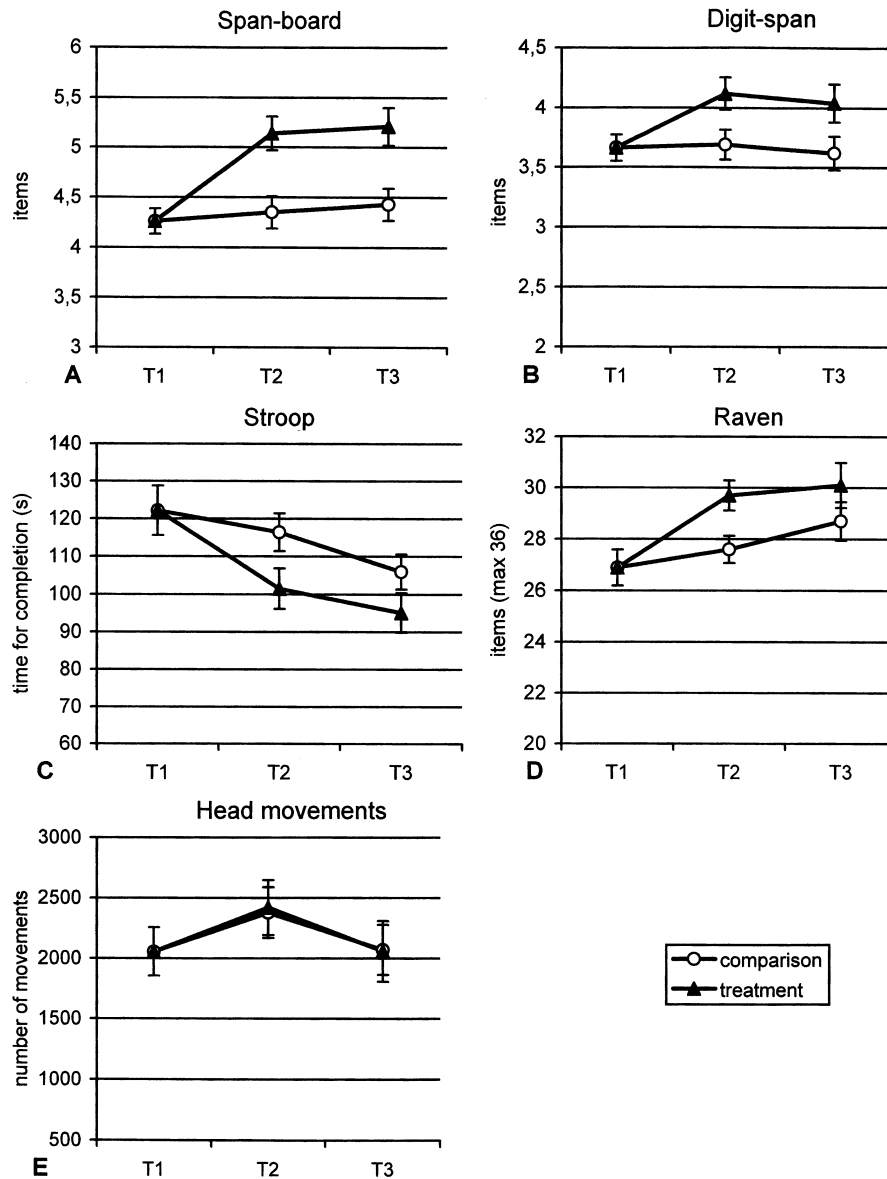 Span-board
6
5,5
5
4,5
4
3,5
3
items
A
T1 T2 T3
Digit-span
4,5
4
3,5
3
2,5
2
items
B
T1 T2 T3
Stroop
140
130
120
110
100
90
80
70
60
time for completion (s)
C
T1 T2 T3
Raven
32
30
28
26
24
22
20
items (max 36)
D
T1 T2 T3
Head movements
3000
2500
2000
1500
1000
500
number of movements
E
T1 T2 T3
comparison
treatment